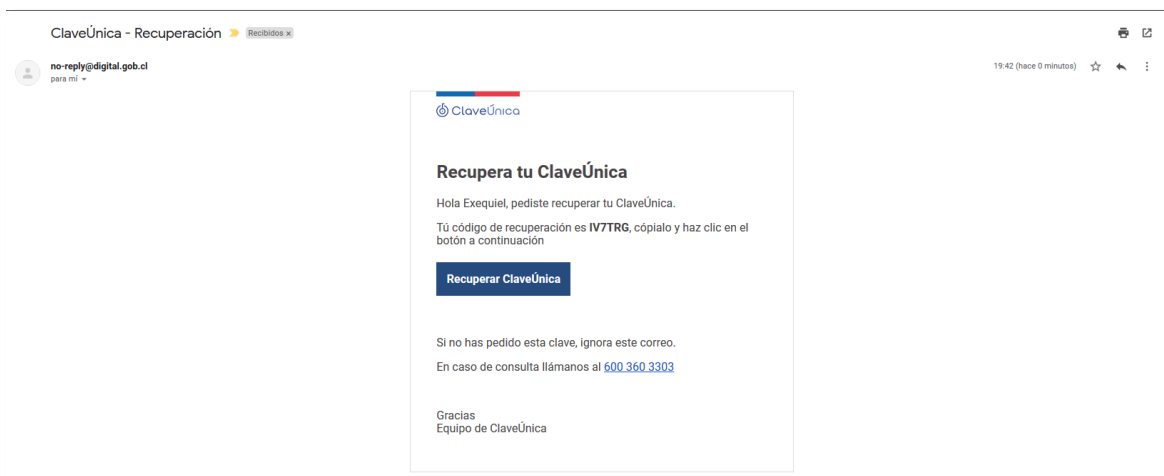 ClaveÚnica - Recuperación
Recibidos x
no-reply@digital.gob.cl
19:42 (hace 0 minutos)
para mí
ClaveÚnica
Recupera tu ClaveÚnica
Hola Exequiel, pediste recuperar tu ClaveÚnica.
Tú código de recuperación es IV7TRG, cópialo y haz clic en el
botón a continuación
Recuperar ClaveÚnica
Si no has pedido esta clave, ignora este correo.
En caso de consulta llámanos al 600 360 3303
Gracias
Equipo de ClaveÚnica